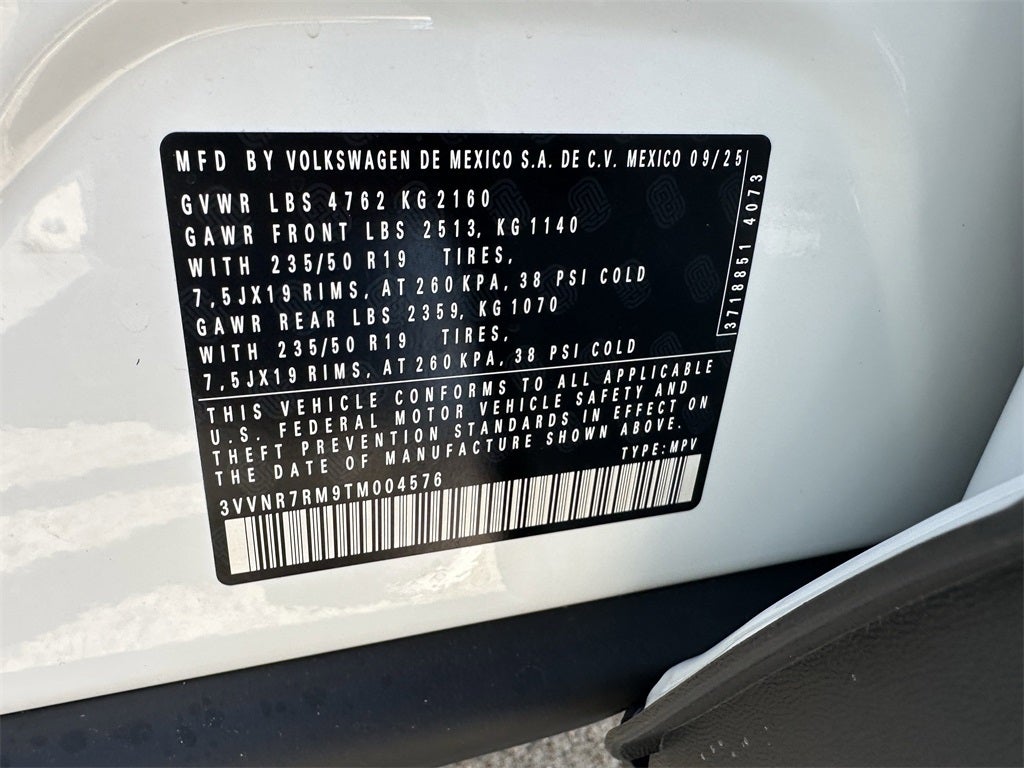 MFD BY VOLKSWAGEN DE MEXICO S.A. DE C.V. MEXICO 09/25
GVWR LBS 4762 KG 2160
GAWR FRONT LBS 2513, KG 1140
WITH 235/50 R19 TIRES,
7,5JX19 RIMS, AT 260 KPA, 38 PSI COLD
GAWR REAR LBS 2359, KG 1070
WITH 235/50 R19 TIRES,
7,5JX19 RIMS, AT 260 KPA, 38 PSI COLD
3718851 4073
THIS VEHICLE CONFORMS TO ALL APPLICABLE
U.S. FEDERAL MOTOR VEHICLE SAFETY AND
THEFT PREVENTION STANDARDS IN EFFECT ON
THE DATE OF MANUFACTURE SHOWN ABOVE.
TYPE: MPV
3VVNR7RM9TM004576